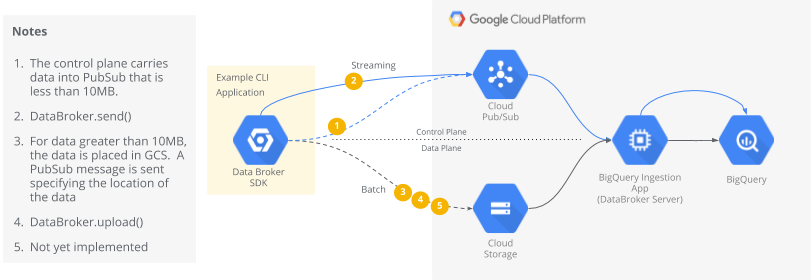 Notes
1. The control plane carries
data into PubSub that is
less than 10MB.
2. DataBroker.send()
3. For data greater than 10MB,
the data is placed in GCS. A
PubSub message is sent
specifying the location of
the data
4. DataBroker.upload()
5. Not yet implemented
Example CLI
Application
Data Broker
SDK
Streaming
2
1
Control Plane
Data Plane
Batch
3
4
5
Google Cloud Platform
Cloud
Pub/Sub
Cloud
Storage
BigQuery Ingestion
App
(DataBroker Server)
BigQuery